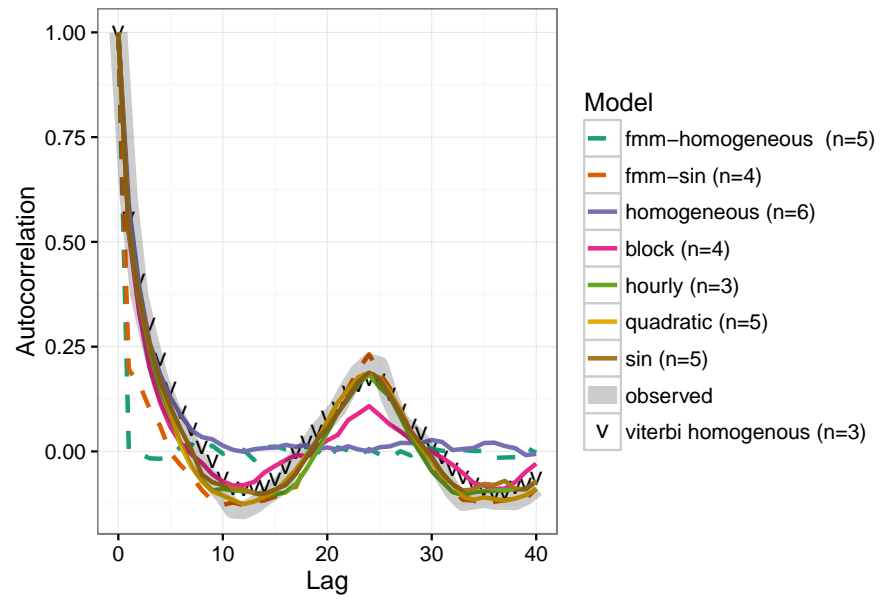 1.00
0.75
0.50
0.25
0.00
Autocorrelation
0 10 20 30 40
Lag
Model
fmm−homogeneous (n=5)
fmm−sin (n=4)
homogeneous (n=6)
block (n=4)
hourly (n=3)
quadratic (n=5)
sin (n=5)
observed
v viterbi homogenous (n=3)